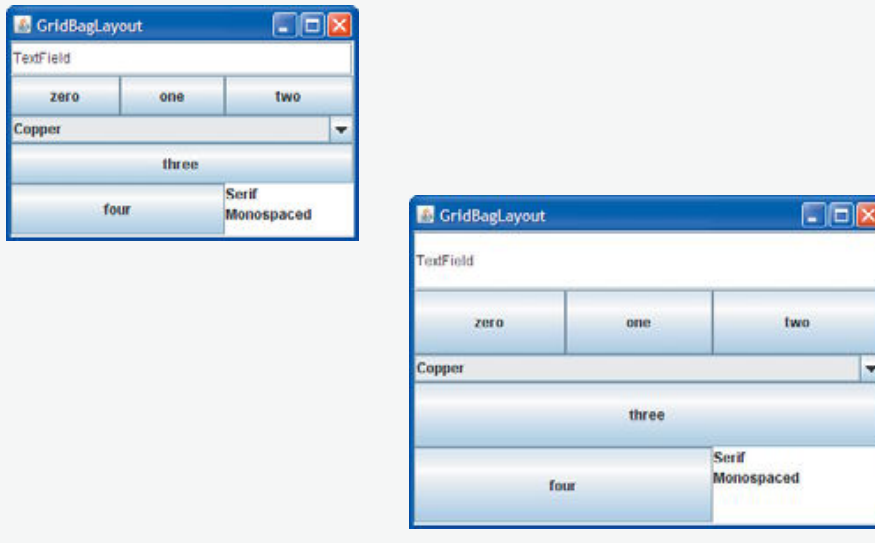 GridBagLayout
TextField
zero one two
Copper
three
four
Serif
Monospaced
GridBagLayout
TextField
zero one two
Copper
three
four
Serif
Monospaced